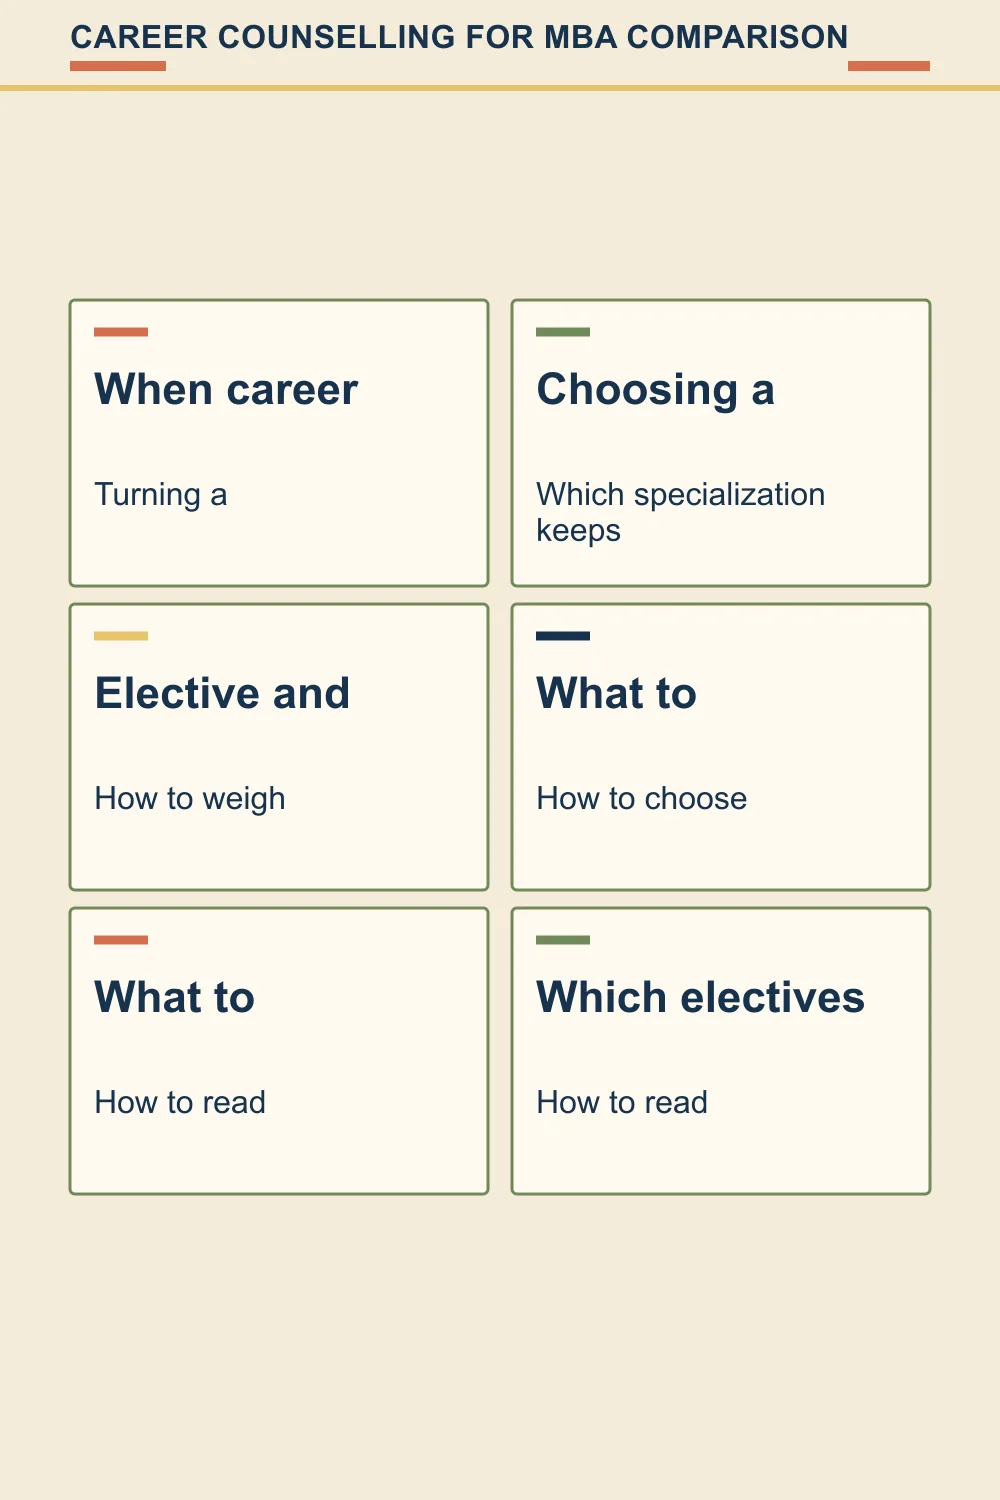 CAREER COUNSELLING FOR MBA COMPARISON
When career
Turning a
Choosing a
Which specialization
keeps
Elective and
How to weigh
What to
How to choose
What to
How to read
Which electives
How to read